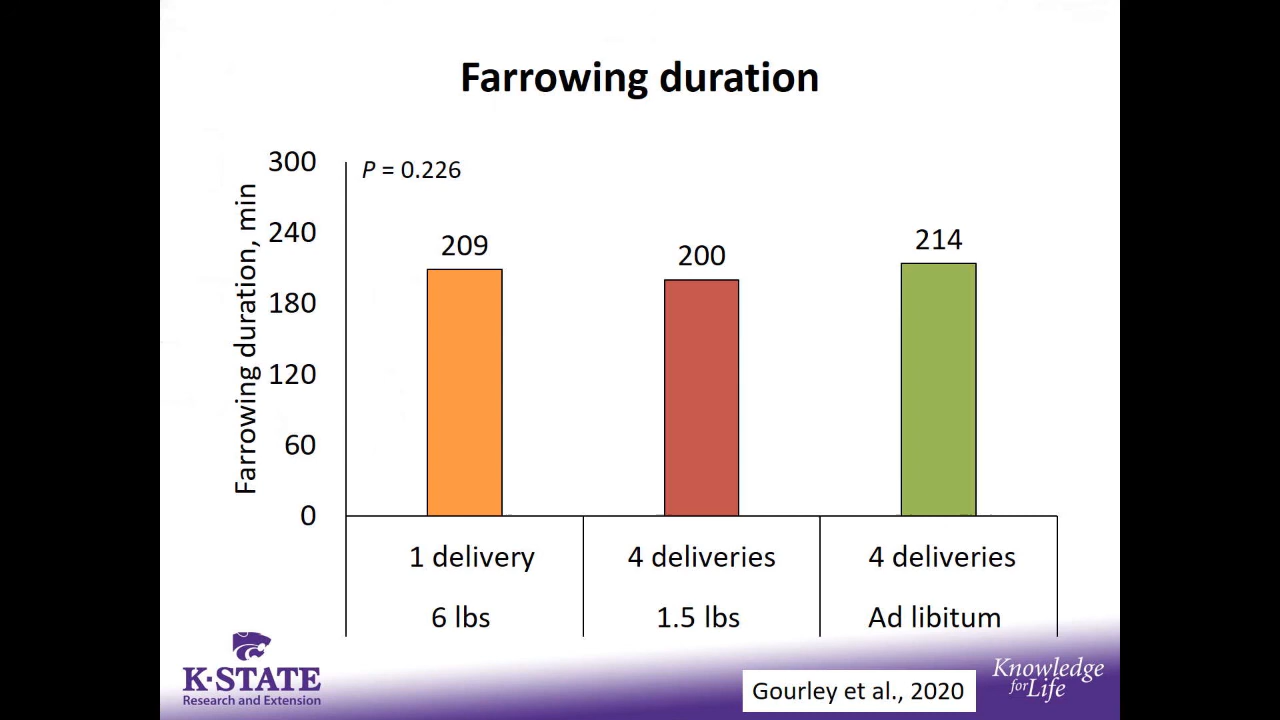 Farrowing duration
Farrowing duration, min
300
240
180
120
60
0
P = 0.226
209
200
214
1 delivery
4 deliveries
4 deliveries
6 lbs
1.5 lbs
Ad libitum
K-STATE
Research and Extension
Gourley et al., 2020
Knowledge
for Life